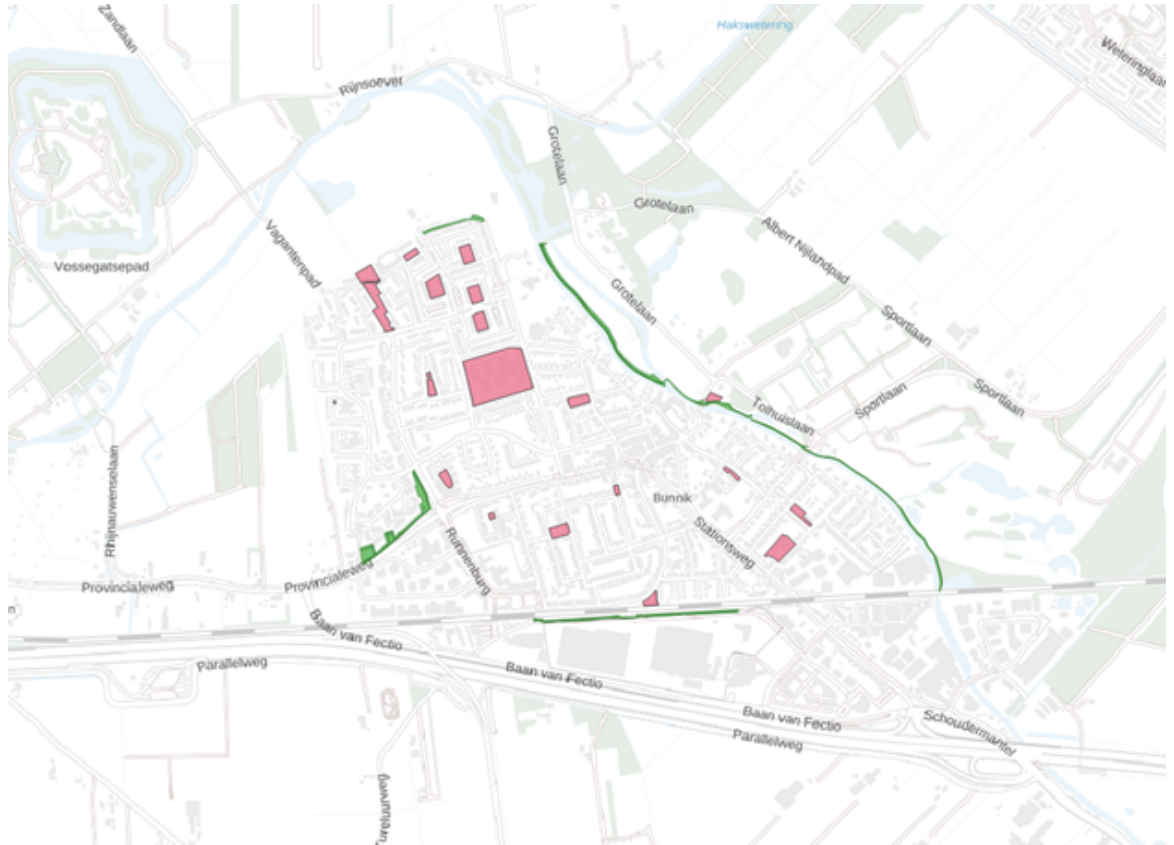 Zandlaan
Hakswetering
Weteringlaan
Rijnsoever
Grotelaan
Grotelaan
Albert Nijlandpad
Vagantenpad
Vossegatsepad
Grotelaan
Sportlaan
Sportlaan
Sportlaan
Tolhuislaan
Rhijnauwenselaan
Bunnik
Stationsweg
Runnenburg
Provincialeweg
Provincialeweg
Baan van Fectio
Parallelweg
Baan van Fectio
Baan van Fectio
Schoudermantel
Parallelweg